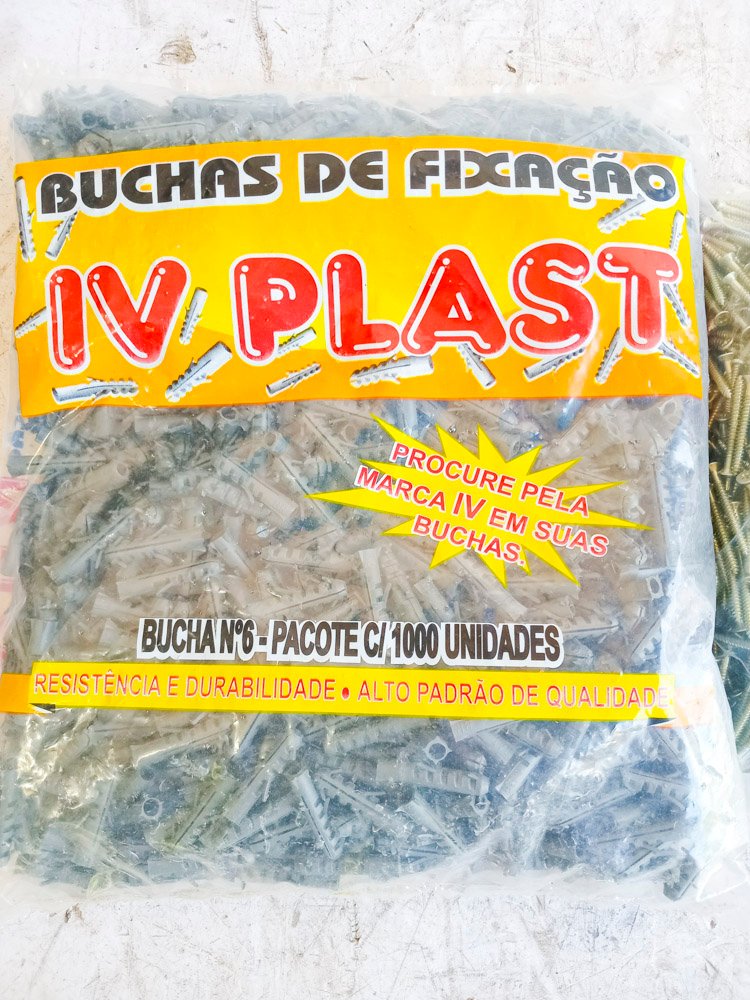 BUCHAS DE FIXAÇÃO
IV PLAST
PROCURE PELA
MARCA IV EM SUAS
BUCHAS.
BUCHA Nº6 - PACOTE C/ 1000 UNIDADES
RESISTÊNCIA E DURABILIDADE • ALTO PADRÃO DE QUALIDADE